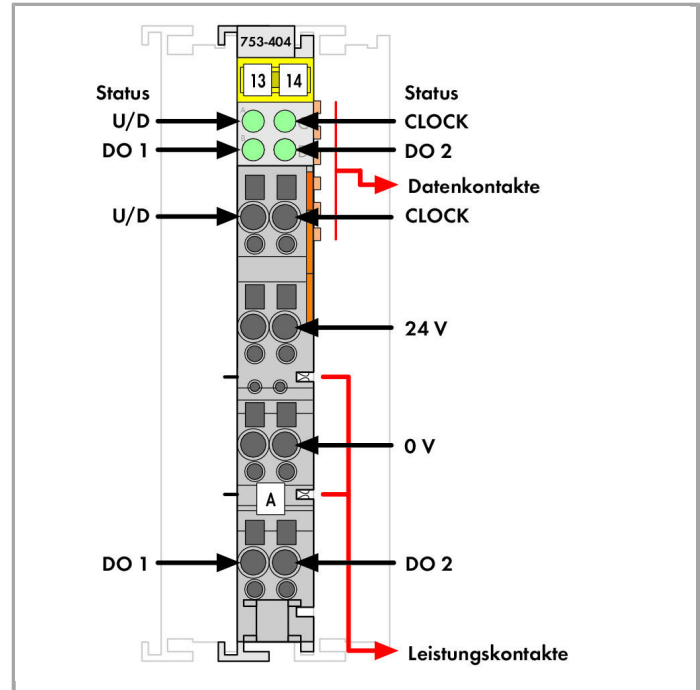 753-404
13 14
Status Status
U/D CLOCK
A C
DO 1 DO 2
B D
Datenkontakte
U/D CLOCK
24 V
0 V
A
DO 1 DO 2
Leistungskontakte